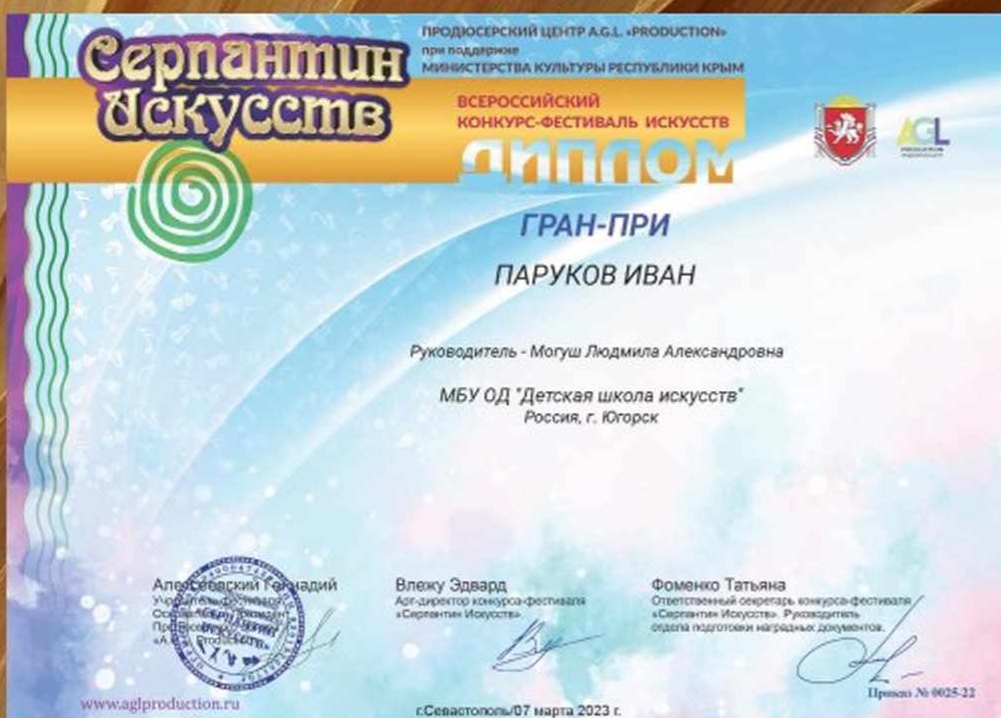 Серпантин
Искусств
ПРОДЮСЕРСКИЙ ЦЕНТР A.G.L. «PRODUCTION»
при поддержке
МИНИСТЕРСТВА КУЛЬТУРЫ РЕСПУБЛИКИ КРЫМ
ВСЕРОССИЙСКИЙ
КОНКУРС-ФЕСТИВАЛЬ ИСКУССТВ
ДИПЛОМ
AGL
PRODUCTION
ГРАН-ПРИ
ПАРУКОВ ИВАН
Руководитель - Могуш Людмила Александровна
МБУ ОД "Детская школа искусств"
Россия, г. Югорск
Геннадий
Влежу Эдвард
Арт-директор конкурса-фестиваля
«Серпантин Искусств».
Фоменко Татьяна
Ответственный секретарь конкурса-фестиваля
«Серпантин Искусств». Руководитель
отдела подготовки наградных документов.
Приказ № 0025-22
www.aglproduction.ru
г.Севастополь/07 марта 2023 г.